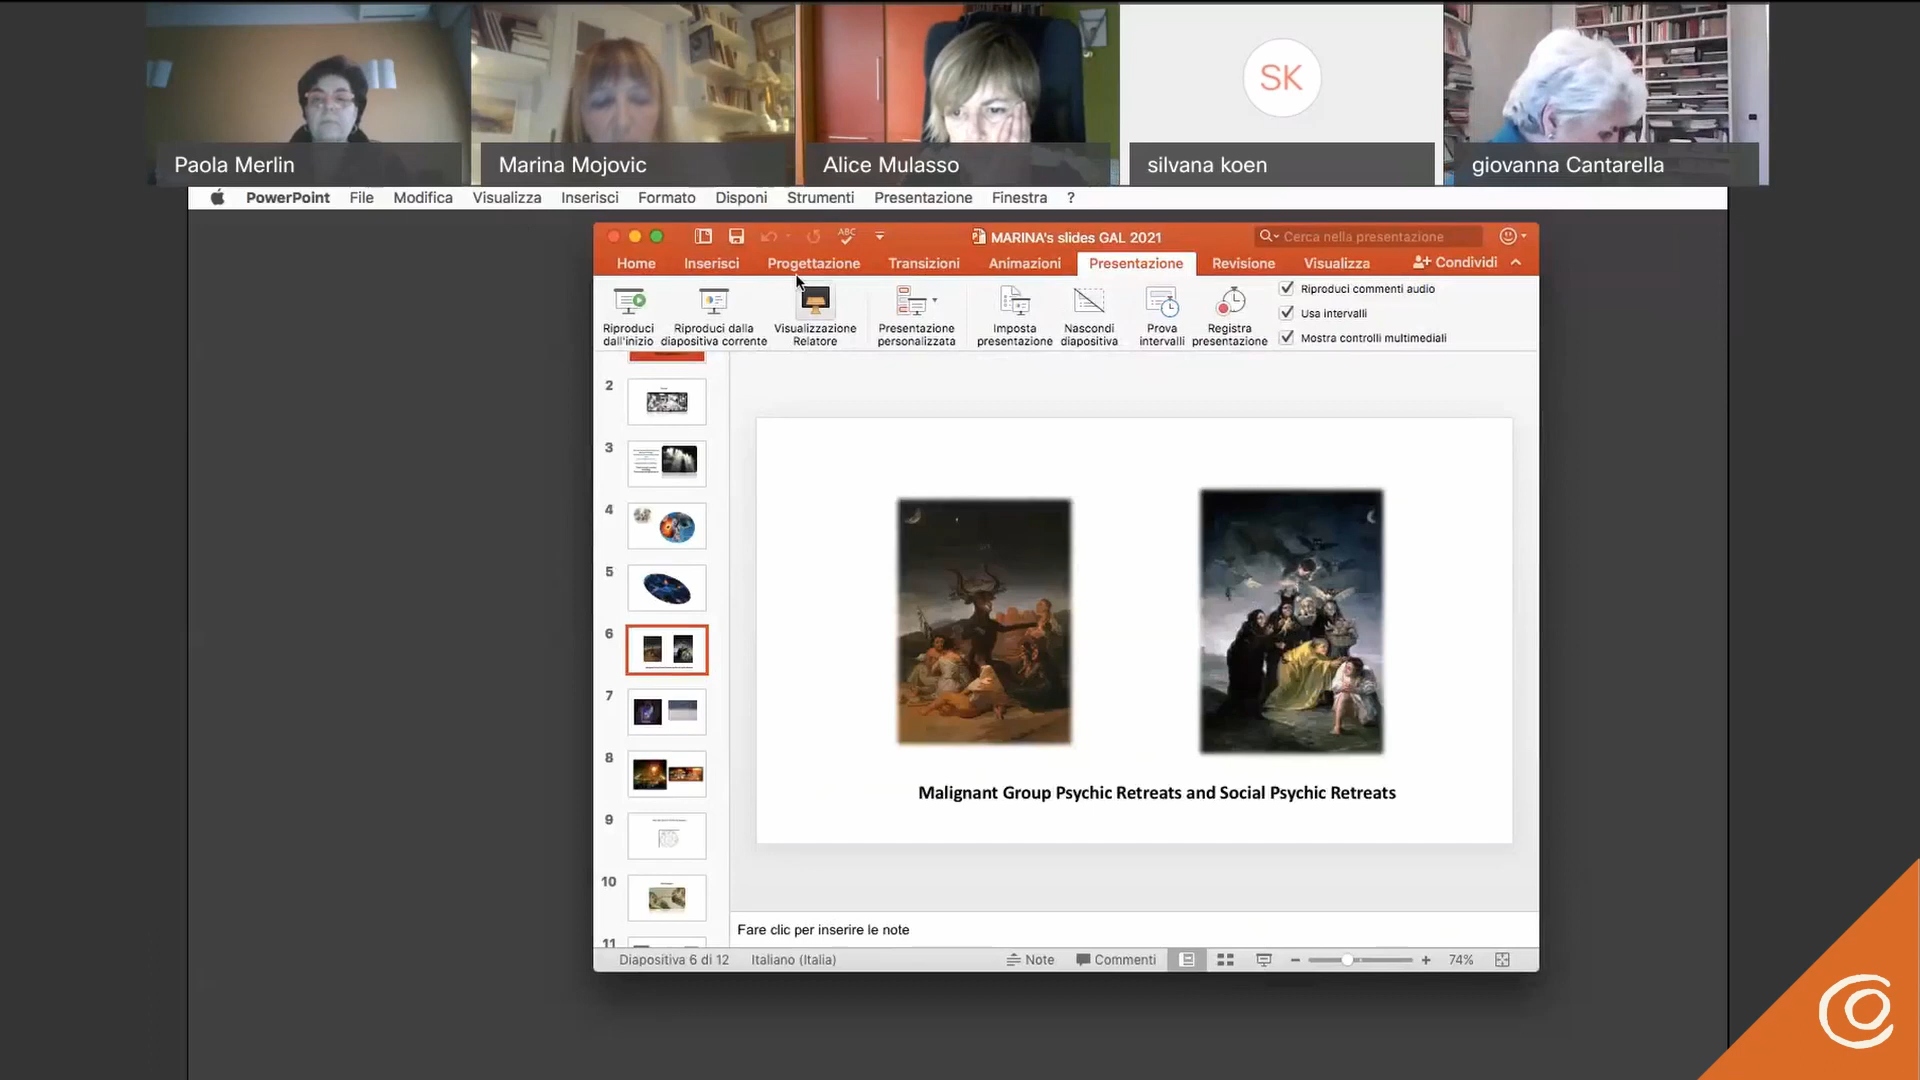 Paola Merlin
Marina Mojovic
Alice Mulasso
SK
silvana koen
giovanna Cantarella
PowerPoint File Modifica Visualizza Inserisci Formato Disponi Strumenti Presentazione Finestra ?
ABC
MARINA's slides GAL 2021
Cerca nella presentazione
Home Inserisci Progettazione Transizioni Animazioni Presentazione Revisione Visualizza Condividi
Riproduci dall'inizio
Riproduci dalla diapositiva corrente
Visualizzazione Relatore
Presentazione personalizzata
Imposta presentazione
Nascondi diapositiva
Prova intervalli
Registra presentazione
Riproduci commenti audio
Usa intervalli
Mostra controlli multimediali
2
3
4
5
6
7
8
9
10
11
Malignant Group Psychic Retreats and Social Psychic Retreats
Fare clic per inserire le note
Diapositiva 6 di 12 Italiano (Italia) Note Commenti 74%